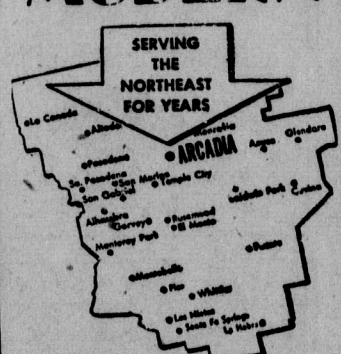 SERVING
THE
NORTHEAST
FOR YEARS
La Canada
Altadena
Monrovia
Glendora
ARCADIA
Azusa
Pasadena
So. Pasadena
San Marino
Temple City
San Gabriel
Baldwin Park
Covina
Alhambra
Garvey
Rosemead
El Monte
Monterey Park
Puente
Montebello
Pico
Whittier
Los Nietos
Santa Fe Springs
La Habra